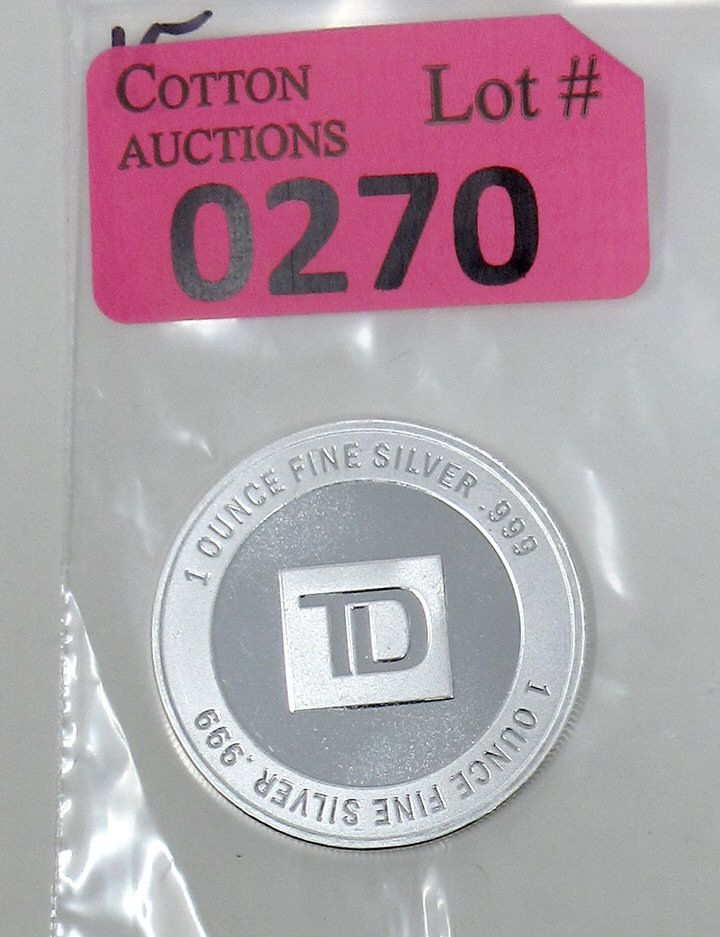 COTTON
AUCTIONS
Lot #
0270
1 OUNCE FINE SILVER .999
TD
1 OUNCE FINE SILVER .999